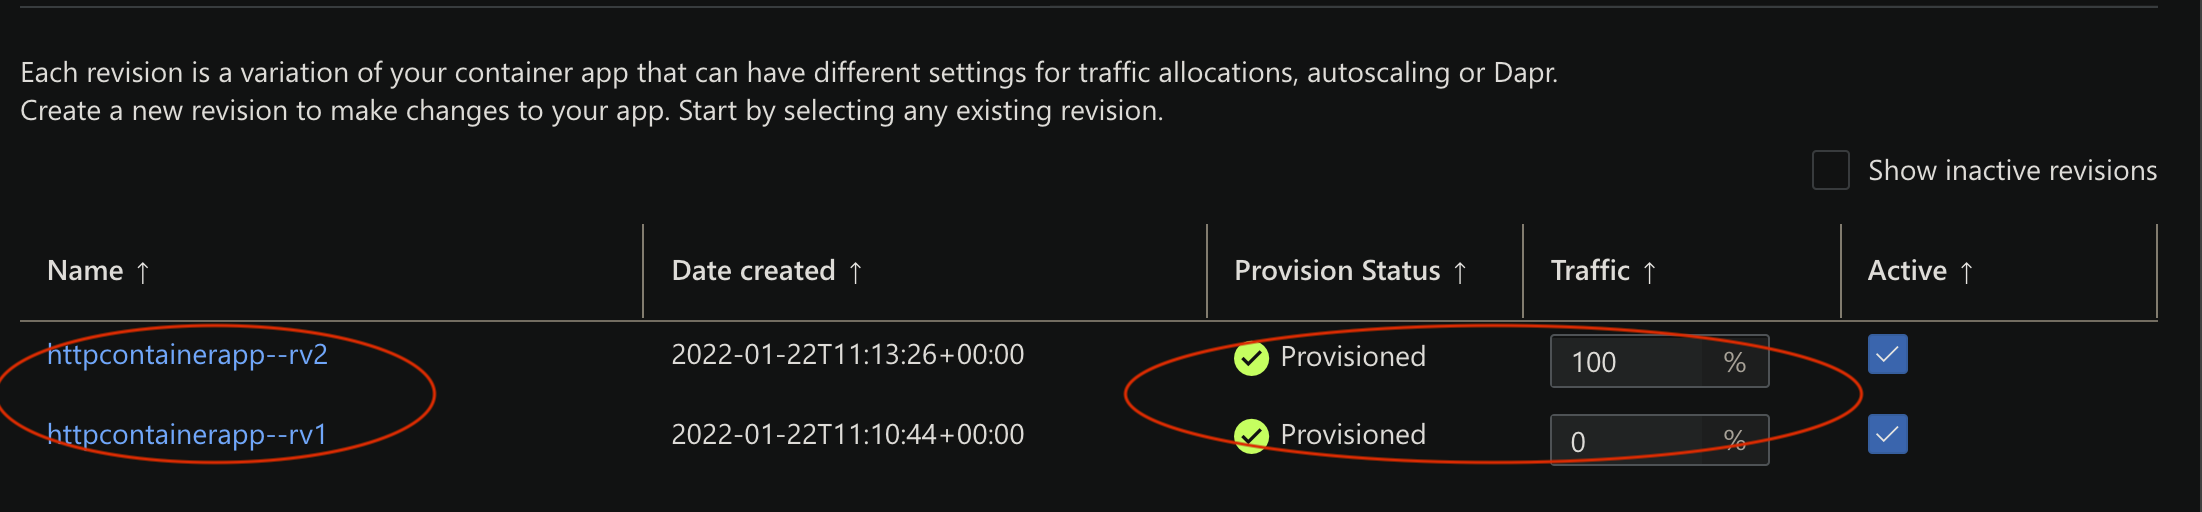 Each revision is a variation of your container app that can have different settings for traffic allocations, autoscaling or Dapr.
Create a new revision to make changes to your app. Start by selecting any existing revision.
Show inactive revisions
Name ↑ Date created ↑ Provision Status ↑ Traffic ↑ Active ↑
httpcontainerapp--rv2 2022-01-22T11:13:26+00:00 Provisioned 100 %
httpcontainerapp--rv1 2022-01-22T11:10:44+00:00 Provisioned 0 %